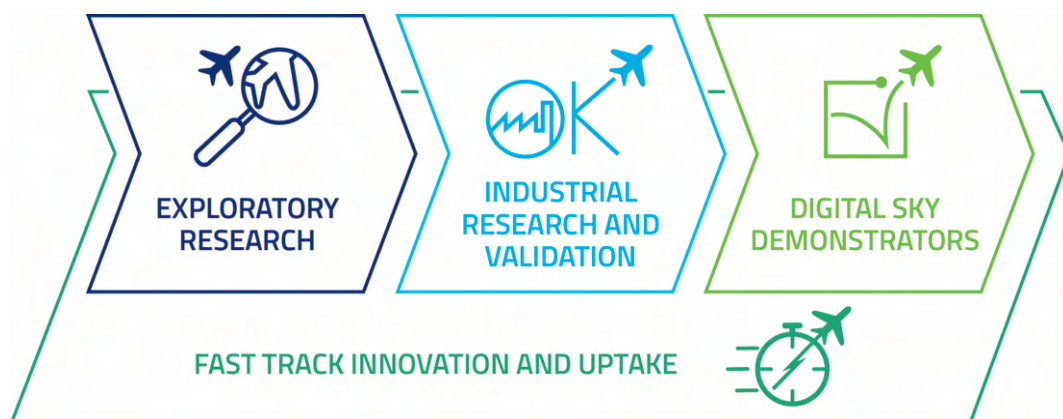 EXPLORATORY
RESEARCH
INDUSTRIAL
RESEARCH AND
VALIDATION
DIGITAL SKY
DEMONSTRATORS
FAST TRACK INNOVATION AND UPTAKE